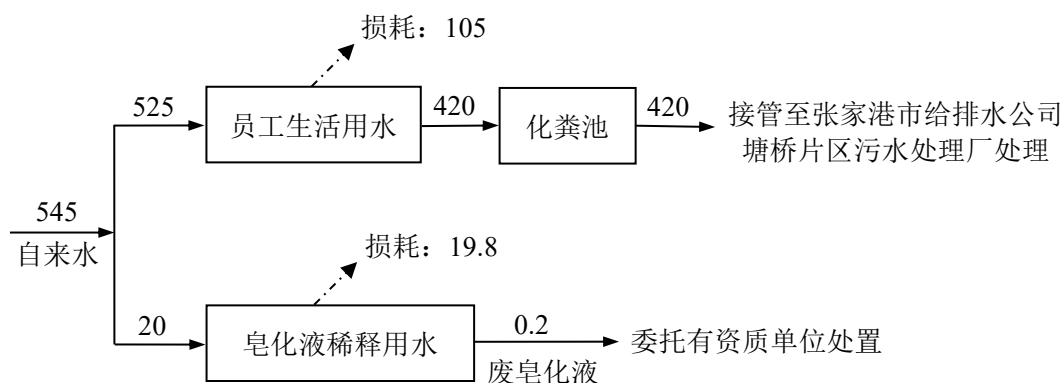 损耗：105
525
员工生活用水
420
化粪池
420
接管至张家港市给排水公司
塘桥片区污水处理厂处理
545
自来水
损耗：19.8
20
皂化液稀释用水
0.2
废皂化液
委托有资质单位处置